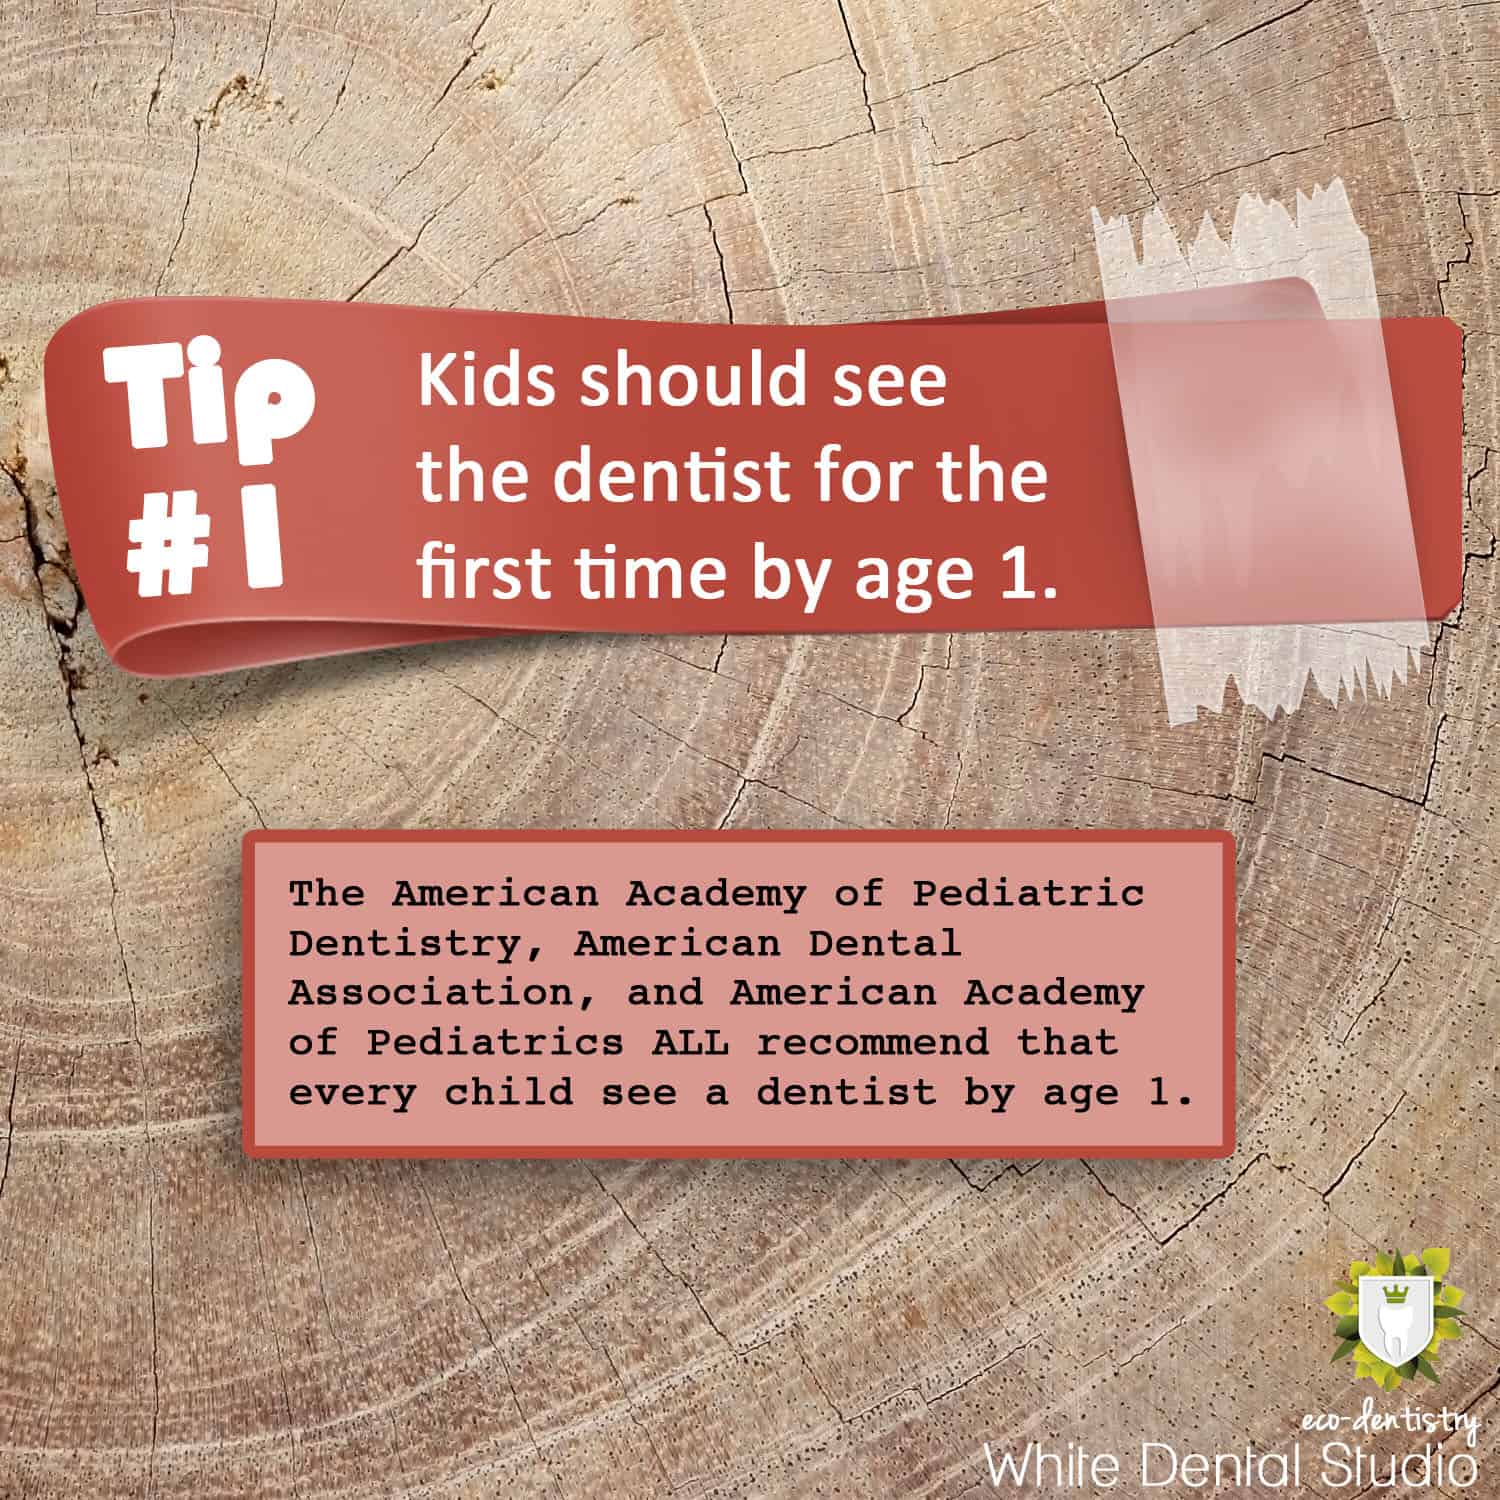 Tip
#1
Kids should see
the dentist for the
first time by age 1.
The American Academy of Pediatric
Dentistry, American Dental
Association, and American Academy
of Pediatrics ALL recommend that
every child see a dentist by age 1.
eco-dentistry
White Dental Studio